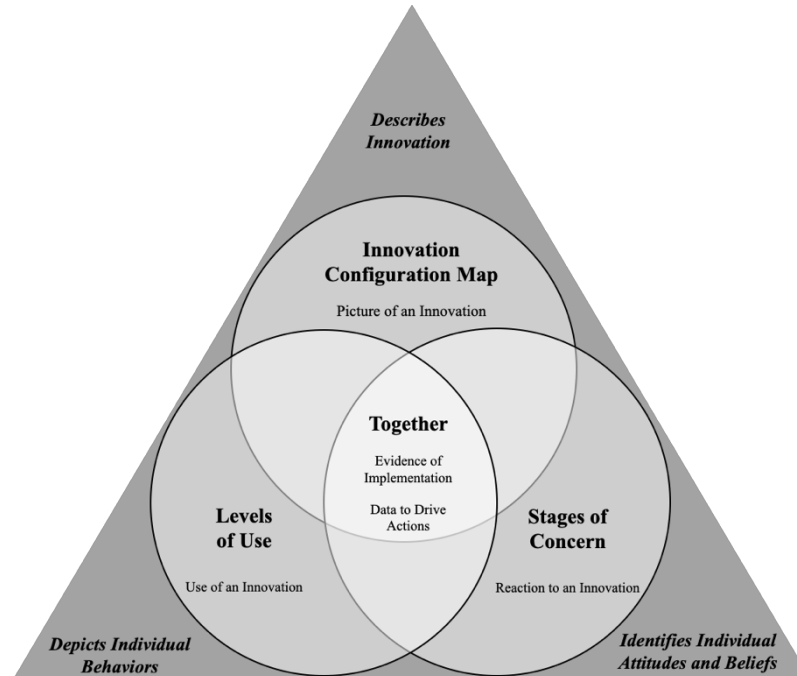 Describes
Innovation
Innovation
Configuration Map
Picture of an Innovation
Together
Evidence of
Implementation
Data to Drive
Actions
Levels
of Use
Use of an Innovation
Stages of
Concern
Reaction to an Innovation
Depicts Individual
Behaviors
Identifies Individual
Attitudes and Beliefs